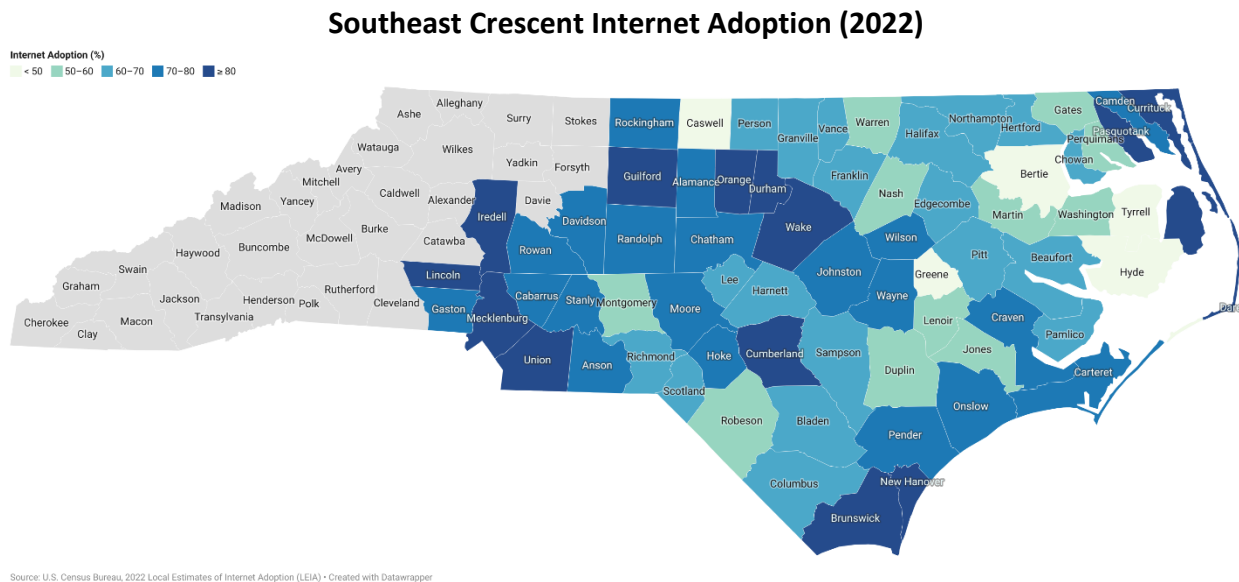 Southeast Crescent Internet Adoption (2022)
Internet Adoption (%)
< 50 50–60 60–70 70–80 ≥ 80
Ashe
Alleghany
Surry
Stokes
Rockingham
Caswell
Person
Granville
Vance
Warren
Halifax
Northampton
Hertford
Gates
Camden
Currituck
Pasquotank
Perquimans
Chowan
Watauga
Wilkes
Yadkin
Forsyth
Guilford
Alamance
Orange
Durham
Franklin
Nash
Edgecombe
Bertie
Martin
Washington
Tyrrell
Avery
Mitchell
Caldwell
Alexander
Davie
Iredell
Davidson
Madison
Yancey
Burke
McDowell
Catawba
Rowan
Randolph
Chatham
Wake
Wilson
Pitt
Beaufort
Hyde
Dar
Haywood
Buncombe
Swain
Graham
Jackson
Henderson
Polk
Rutherford
Cleveland
Lincoln
Gaston
Mecklenburg
Cabarrus
Stanly
Montgomery
Moore
Lee
Harnett
Johnston
Wayne
Greene
Lenoir
Craven
Pamlico
Cherokee
Clay
Macon
Transylvania
Union
Anson
Richmond
Scotland
Hoke
Cumberland
Sampson
Duplin
Jones
Carteret
Onslow
Robeson
Bladen
Pender
Columbus
New Hanover
Brunswick
Source: U.S. Census Bureau, 2022 Local Estimates of Internet Adoption (LEIA) • Created with Datawrapper